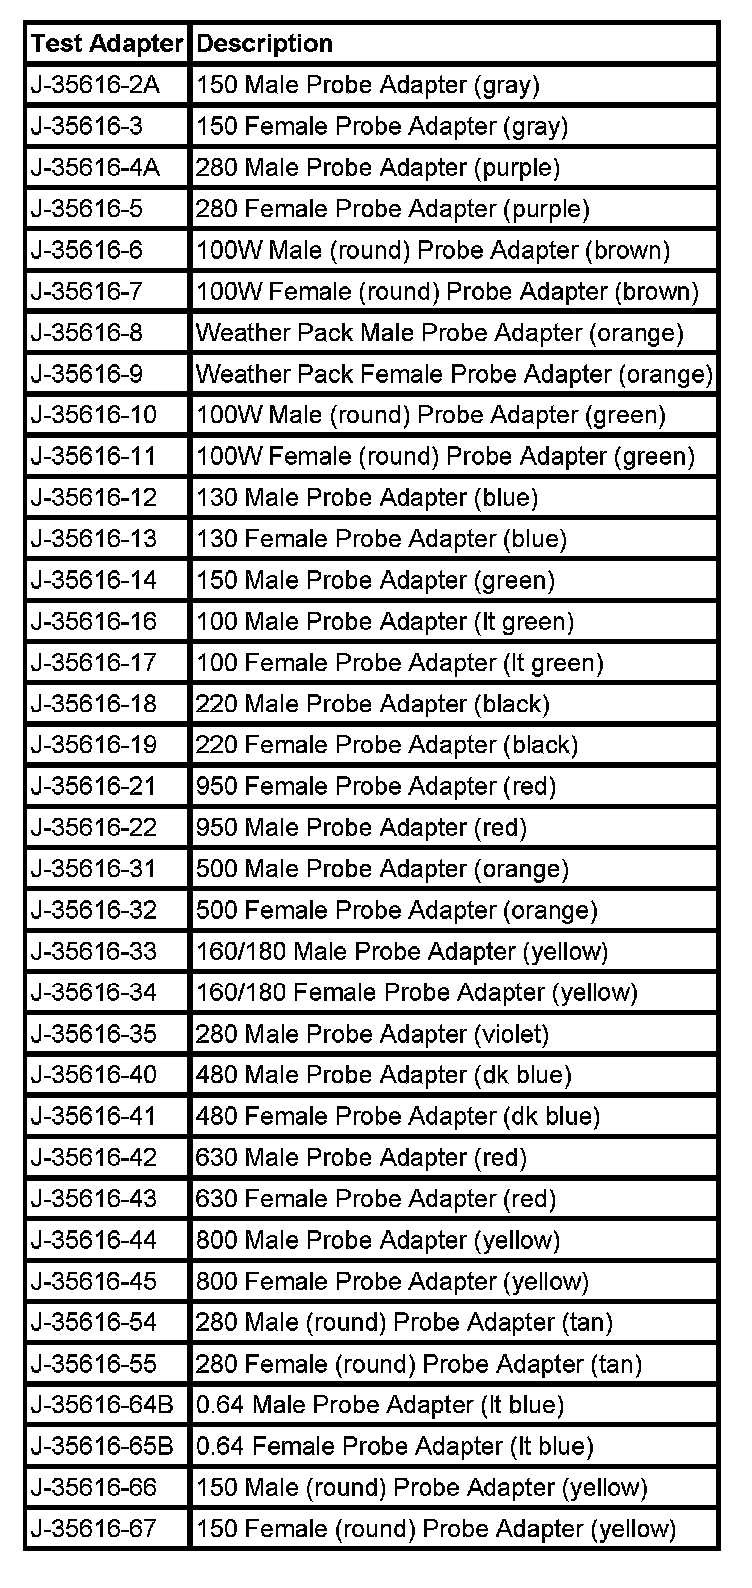 Test Adapter Description
J-35616-2A 150 Male Probe Adapter (gray)
J-35616-3 150 Female Probe Adapter (gray)
J-35616-4A 280 Male Probe Adapter (purple)
J-35616-5 280 Female Probe Adapter (purple)
J-35616-6 100W Male (round) Probe Adapter (brown)
J-35616-7 100W Female (round) Probe Adapter (brown)
J-35616-8 Weather Pack Male Probe Adapter (orange)
J-35616-9 Weather Pack Female Probe Adapter (orange)
J-35616-10 100W Male (round) Probe Adapter (green)
J-35616-11 100W Female (round) Probe Adapter (green)
J-35616-12 130 Male Probe Adapter (blue)
J-35616-13 130 Female Probe Adapter (blue)
J-35616-14 150 Male Probe Adapter (green)
J-35616-16 100 Male Probe Adapter (lt green)
J-35616-17 100 Female Probe Adapter (lt green)
J-35616-18 220 Male Probe Adapter (black)
J-35616-19 220 Female Probe Adapter (black)
J-35616-21 950 Female Probe Adapter (red)
J-35616-22 950 Male Probe Adapter (red)
J-35616-31 500 Male Probe Adapter (orange)
J-35616-32 500 Female Probe Adapter (orange)
J-35616-33 160/180 Male Probe Adapter (yellow)
J-35616-34 160/180 Female Probe Adapter (yellow)
J-35616-35 280 Male Probe Adapter (violet)
J-35616-40 480 Male Probe Adapter (dk blue)
J-35616-41 480 Female Probe Adapter (dk blue)
J-35616-42 630 Male Probe Adapter (red)
J-35616-43 630 Female Probe Adapter (red)
J-35616-44 800 Male Probe Adapter (yellow)
J-35616-45 800 Female Probe Adapter (yellow)
J-35616-54 280 Male (round) Probe Adapter (tan)
J-35616-55 280 Female (round) Probe Adapter (tan)
J-35616-64B 0.64 Male Probe Adapter (lt blue)
J-35616-65B 0.64 Female Probe Adapter (lt blue)
J-35616-66 150 Male (round) Probe Adapter (yellow)
J-35616-67 150 Female (round) Probe Adapter (yellow)